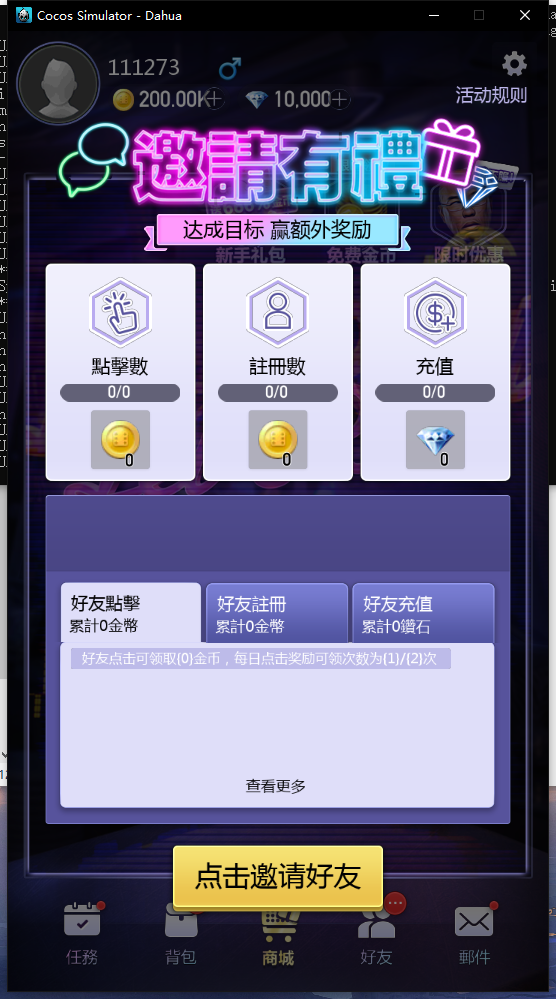 Cocos Simulator - Dahua
111273
200.00K
10,000
活动规则
邀請有禮
达成目标 赢额外奖励
新手礼包 免费金币 限时优惠
點擊數 註冊數 充值
0/0 0/0 0/0
0 0 0
好友點擊 好友註冊 好友充值
累計0金幣 累計0金幣 累計0鑽石
好友点击可领取{0}金币，每日点击奖励可领次数为{1}/{2}次
查看更多
点击邀请好友
任務 背包 商城 好友 郵件